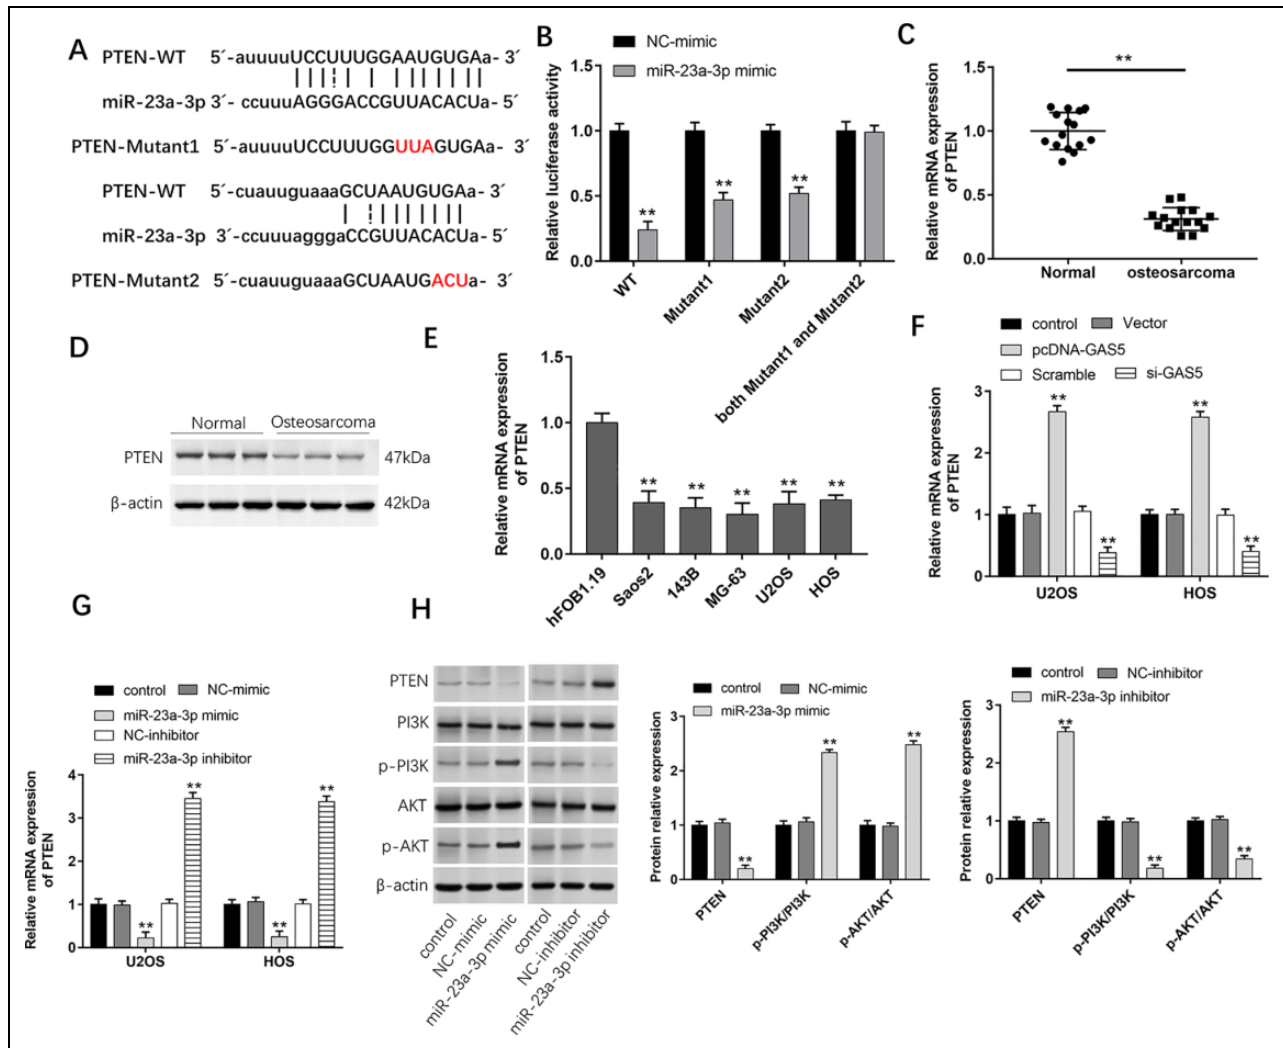 A
PTEN-WT 5´-auuuuUCCUUUGGAAUGUGAa- 3´
miR-23a-3p 3´- ccuuuAGGGACCGUUACACUa- 5´
PTEN-Mutant1 5´-auuuuUCCUUUGGUUAGUGAa- 3´
PTEN-WT 5´-cuauuguaaaGCUAAUGUGAa- 3´
miR-23a-3p 3´-ccuuuagggaCCGUUACACUa- 5´
PTEN-Mutant2 5´-cuauuguaaaGCUAAUGACUa- 3´
B
NC-mimic
miR-23a-3p mimic
Relative luciferase activity
1.5
1.0
0.5
0.0
**
**
**
WT
Mutant1
Mutant2
both Mutant1 and Mutant2
C
Relative mRNA expression
of PTEN
1.5
1.0
0.5
0.0
**
Normal
osteosarcoma
D
Normal Osteosarcoma
PTEN 47kDa
β-actin 42kDa
E
Relative mRNA expression
of PTEN
1.5
1.0
0.5
0.0
** ** ** ** **
hFOB1.19
Saos2
143B
MG-63
U2OS
HOS
F
control Vector
pcDNA-GAS5
Scramble si-GAS5
Relative mRNA expression
of PTEN
3
2
1
0
** ** ** **
U2OS HOS
G
control NC-mimic
miR-23a-3p mimic
NC-inhibitor
miR-23a-3p inhibitor
Relative mRNA expression
of PTEN
4
3
2
1
0
** ** ** **
U2OS HOS
H
PTEN
PI3K
p-PI3K
AKT
p-AKT
β-actin
control
NC-mimic
miR-23a-3p mimic
control
NC-inhibitor
miR-23a-3p inhibitor
control NC-mimic
miR-23a-3p mimic
Protein relative expression
3
2
1
0
** ** **
PTEN
p-PI3K/PI3K
p-AKT/AKT
control NC-inhibitor
miR-23a-3p inhibitor
Protein relative expression
3
2
1
0
** ** **
PTEN
p-PI3K/PI3K
p-AKT/AKT